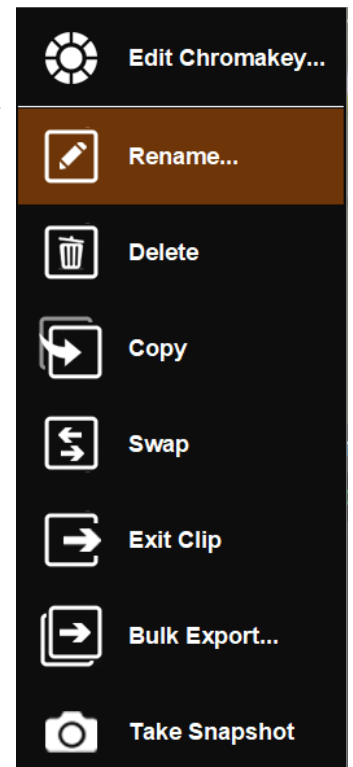 Edit Chromakey...
Rename...
Delete
Copy
Swap
Exit Clip
Bulk Export...
Take Snapshot